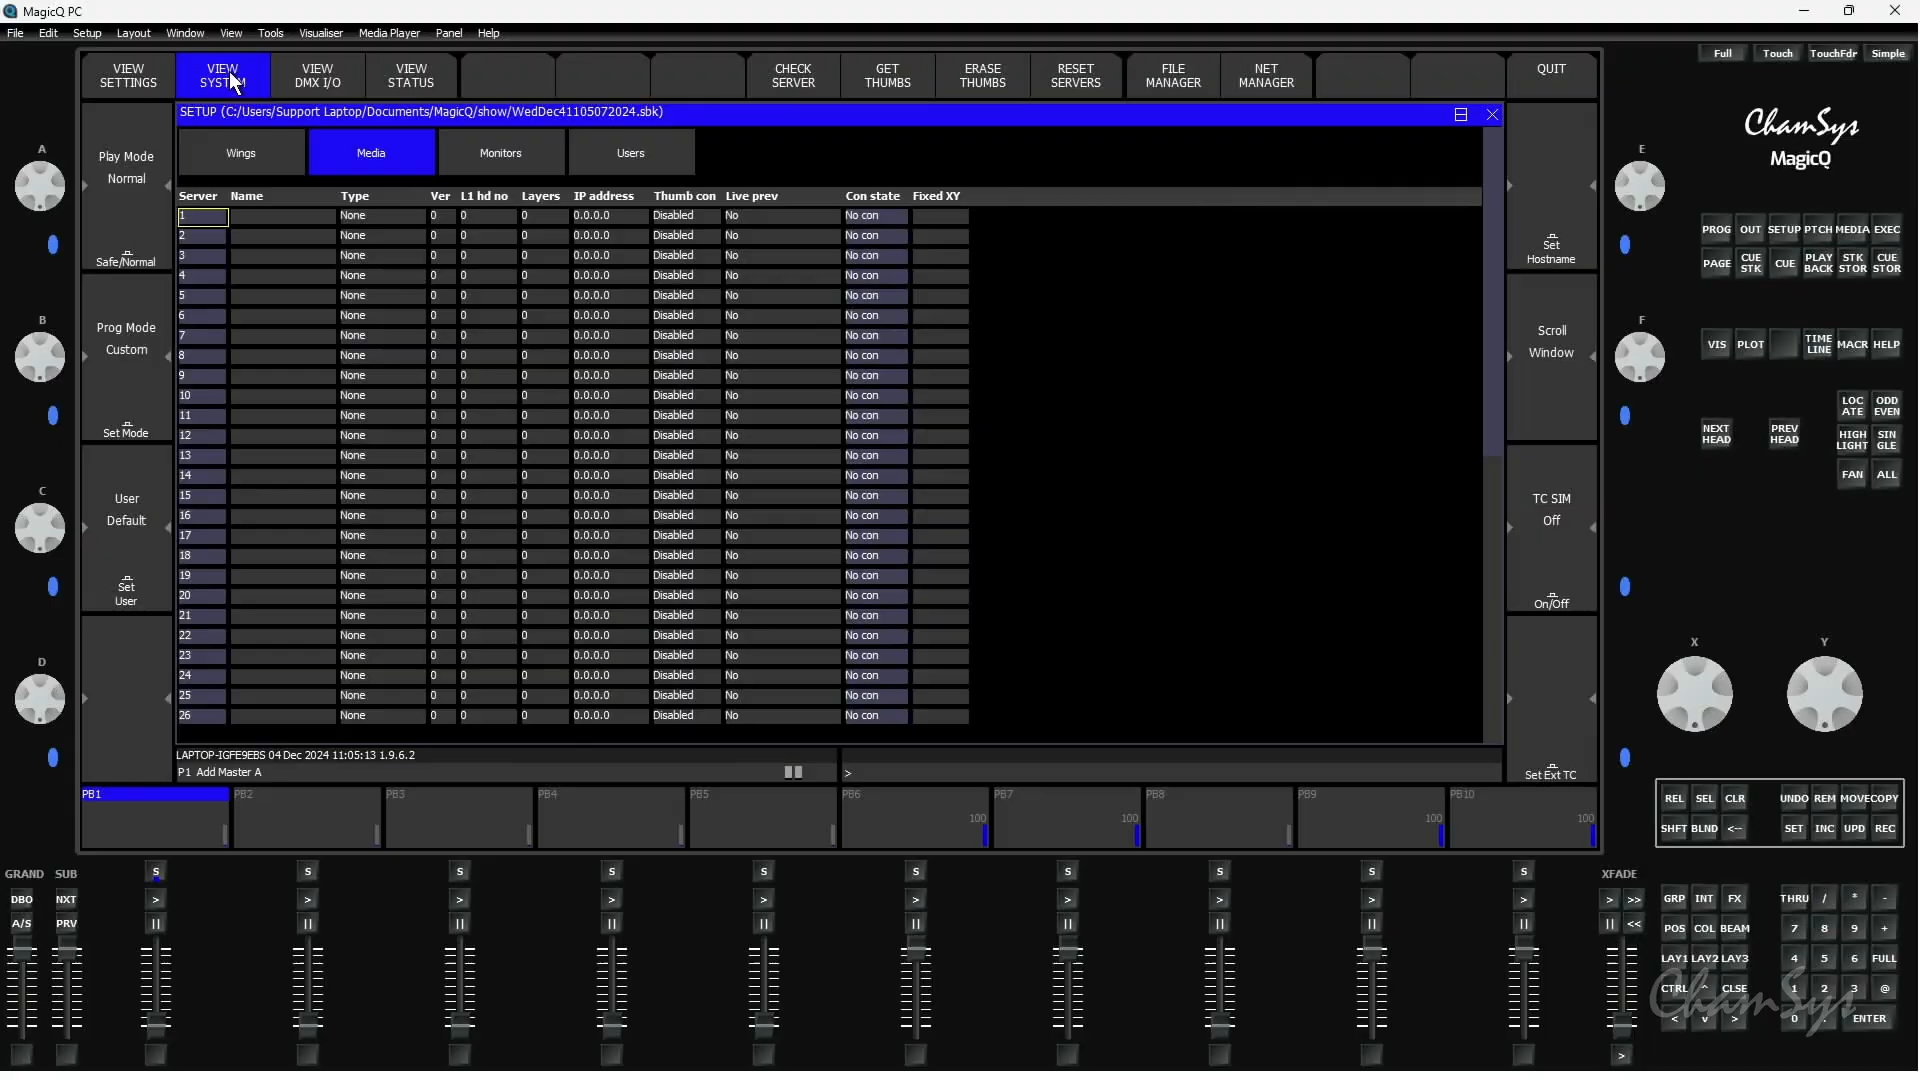 MagicQ PC
File Edit Setup Layout Window View Tools Visualiser Media Player Panel Help
VIEW SETTINGS
VIEW SYSTEM
VIEW DMX I/O
VIEW STATUS
CHECK SERVER
GET THUMBS
ERASE THUMBS
RESET SERVERS
FILE MANAGER
NET MANAGER
QUIT
Full Touch TouchFdr Simple
SETUP (C:/Users/Support Laptop/Documents/MagicQ/show/WedDec41105072024.sbk)
Wings Media Monitors Users
Server Name Type Ver L1 hd no Layers IP address Thumb con Live prev Con state Fixed XY
1 None 0 0 0 0.0.0.0 Disabled No No con
2 None 0 0 0 0.0.0.0 Disabled No No con
3 None 0 0 0 0.0.0.0 Disabled No No con
4 None 0 0 0 0.0.0.0 Disabled No No con
5 None 0 0 0 0.0.0.0 Disabled No No con
6 None 0 0 0 0.0.0.0 Disabled No No con
7 None 0 0 0 0.0.0.0 Disabled No No con
8 None 0 0 0 0.0.0.0 Disabled No No con
9 None 0 0 0 0.0.0.0 Disabled No No con
10 None 0 0 0 0.0.0.0 Disabled No No con
11 None 0 0 0 0.0.0.0 Disabled No No con
12 None 0 0 0 0.0.0.0 Disabled No No con
13 None 0 0 0 0.0.0.0 Disabled No No con
14 None 0 0 0 0.0.0.0 Disabled No No con
15 None 0 0 0 0.0.0.0 Disabled No No con
16 None 0 0 0 0.0.0.0 Disabled No No con
17 None 0 0 0 0.0.0.0 Disabled No No con
18 None 0 0 0 0.0.0.0 Disabled No No con
19 None 0 0 0 0.0.0.0 Disabled No No con
20 None 0 0 0 0.0.0.0 Disabled No No con
21 None 0 0 0 0.0.0.0 Disabled No No con
22 None 0 0 0 0.0.0.0 Disabled No No con
23 None 0 0 0 0.0.0.0 Disabled No No con
24 None 0 0 0 0.0.0.0 Disabled No No con
25 None 0 0 0 0.0.0.0 Disabled No No con
26 None 0 0 0 0.0.0.0 Disabled No No con
A
Play Mode
Normal
Safe/Normal
B
Prog Mode
Custom
Set Mode
C
User
Default
Set
User
D
Set
Hostname
E
Scroll
Window
F
TC SIM
Off
On/Off
Set Ext TC
LAPTOP-IGFE9EBS 04 Dec 2024 11:05:13 1.9.6.2
P1 Add Master A
>
PB1 PB2 PB3 PB4 PB5 PB6 PB7 PB8 PB9 PB10
100 100 100 100
GRAND SUB
S S S S S S S S S S
XFADE
DBO NXT > > > > > > > > > > > >>
A/S PRV || || || || || || || || || || || <<
>
ChamSys
MagicQ
PROG OUT SETUP PTCH MEDIA EXEC
PAGE CUE STK CUE PLAY BACK STK STOR CUE STOR
VIS PLOT TIME LINE MACR HELP
LOC ATE ODD EVEN
NEXT HEAD PREV HEAD HIGH LIGHT SIN GLE
FAN ALL
X Y
REL SEL CLR UNDO REM MOVE COPY
SHFT BLND <-- SET INC UPD REC
GRP INT FX THRU / * -
POS COL BEAM 7 8 9 +
LAY1 LAY2 LAY3 4 5 6 FULL
CTRL ^ CLSE 1 2 3 @
< v > 0 . ENTER
ChamSys